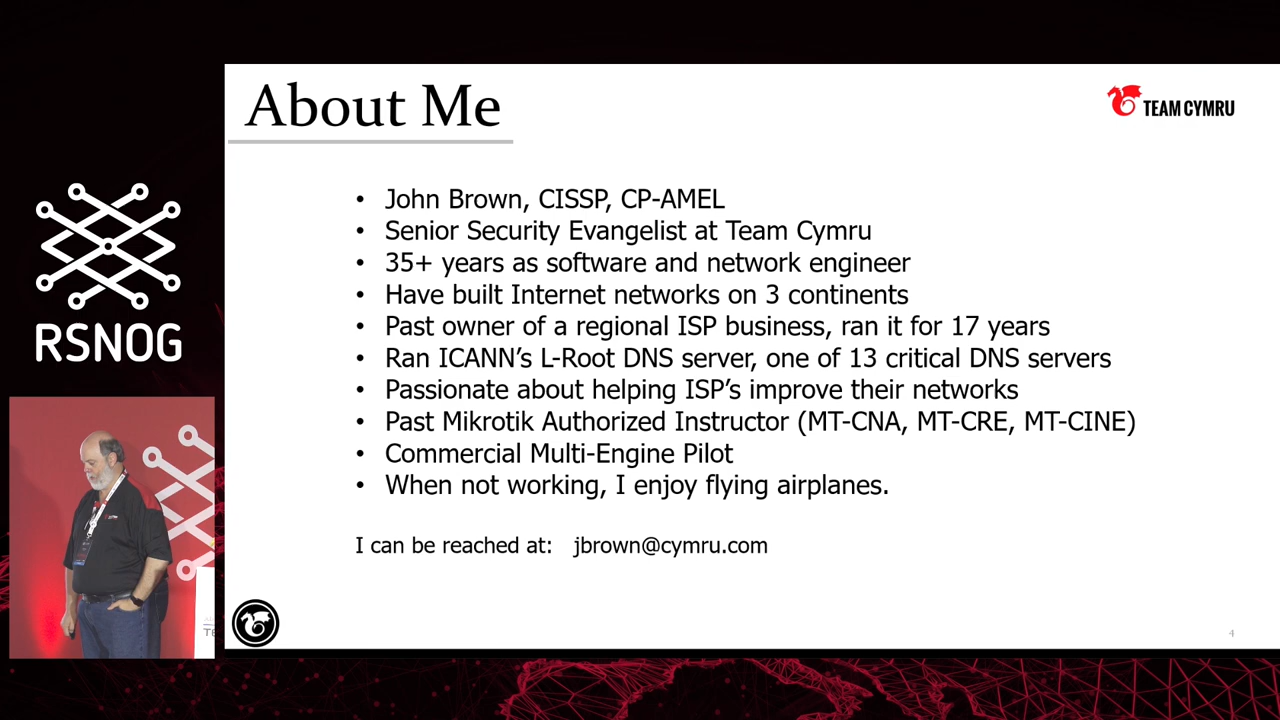 About Me
TEAM CYMRU
• John Brown, CISSP, CP-AMEL
• Senior Security Evangelist at Team Cymru
• 35+ years as software and network engineer
• Have built Internet networks on 3 continents
• Past owner of a regional ISP business, ran it for 17 years
• Ran ICANN's L-Root DNS server, one of 13 critical DNS servers
• Passionate about helping ISP's improve their networks
• Past Mikrotik Authorized Instructor (MT-CNA, MT-CRE, MT-CINE)
• Commercial Multi-Engine Pilot
• When not working, I enjoy flying airplanes.
I can be reached at: jbrown@cymru.com
4
RSNOG